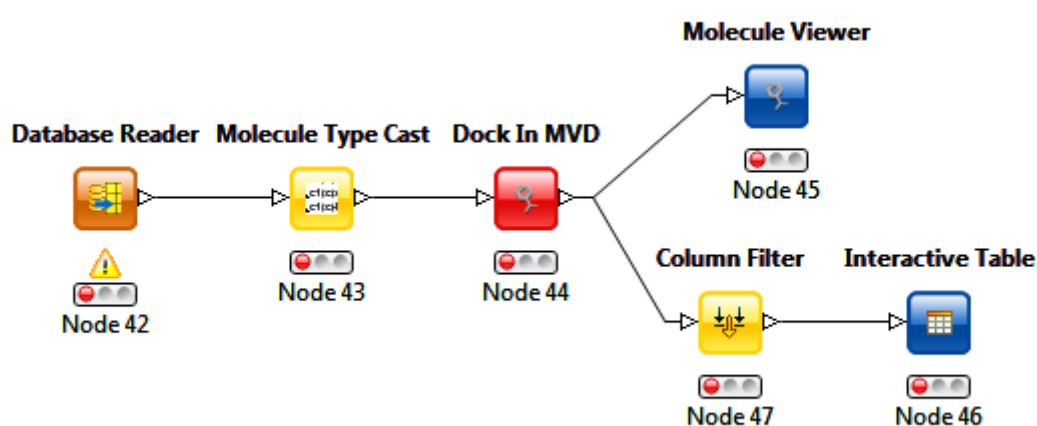 Molecule Viewer
Database Reader Molecule Type Cast Dock In MVD
Node 45
Column Filter Interactive Table
Node 42 Node 43 Node 44
Node 47 Node 46